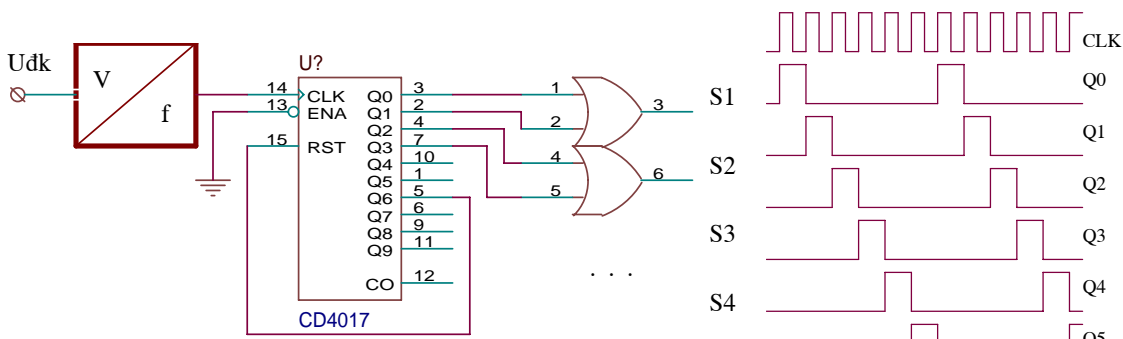 Uđk
V
f
U?
14 CLK Q0 3
13 ENA Q1 2
Q2 4
15 RST Q3 7
Q4 10
Q5 1
Q6 5
Q7 6
Q8 9
Q9 11
CO 12
CD4017
1
2
3
4
5
6
. . .
S1
S2
S3
S4
CLK
Q0
Q1
Q2
Q3
Q4
Q5